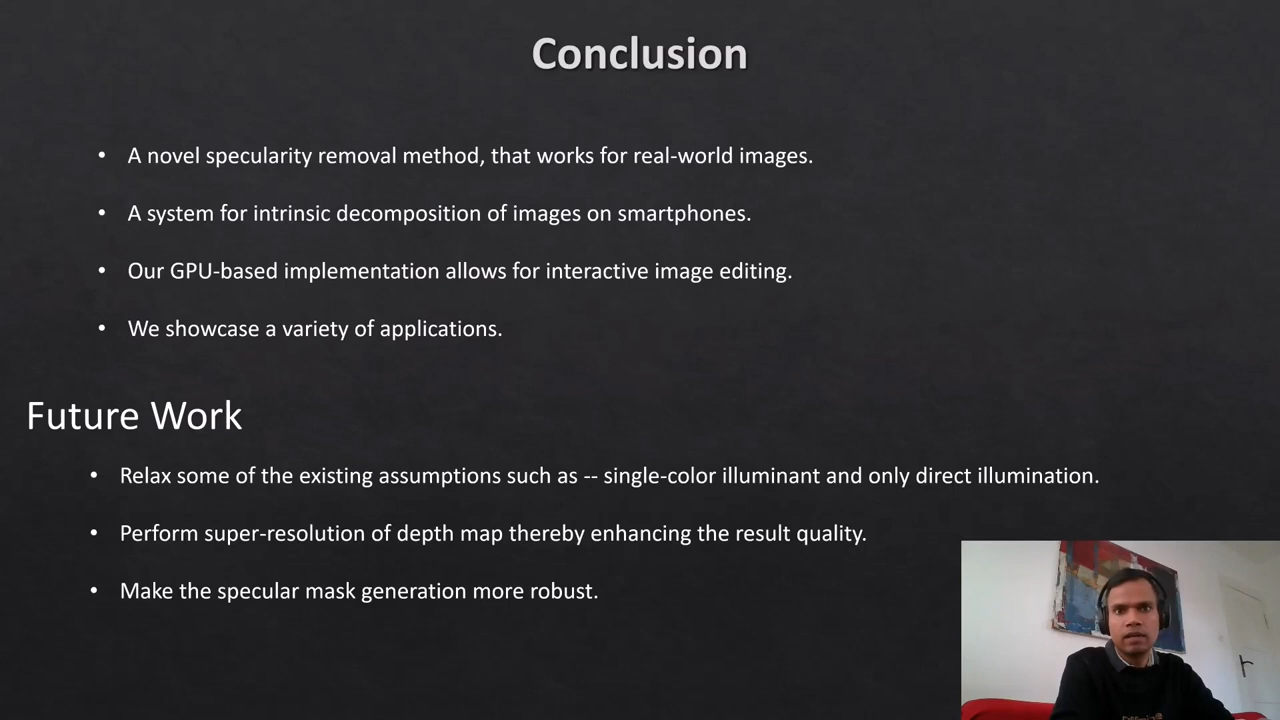 Conclusion
• A novel specularity removal method, that works for real-world images.
• A system for intrinsic decomposition of images on smartphones.
• Our GPU-based implementation allows for interactive image editing.
• We showcase a variety of applications.
Future Work
• Relax some of the existing assumptions such as -- single-color illuminant and only direct illumination.
• Perform super-resolution of depth map thereby enhancing the result quality.
• Make the specular mask generation more robust.